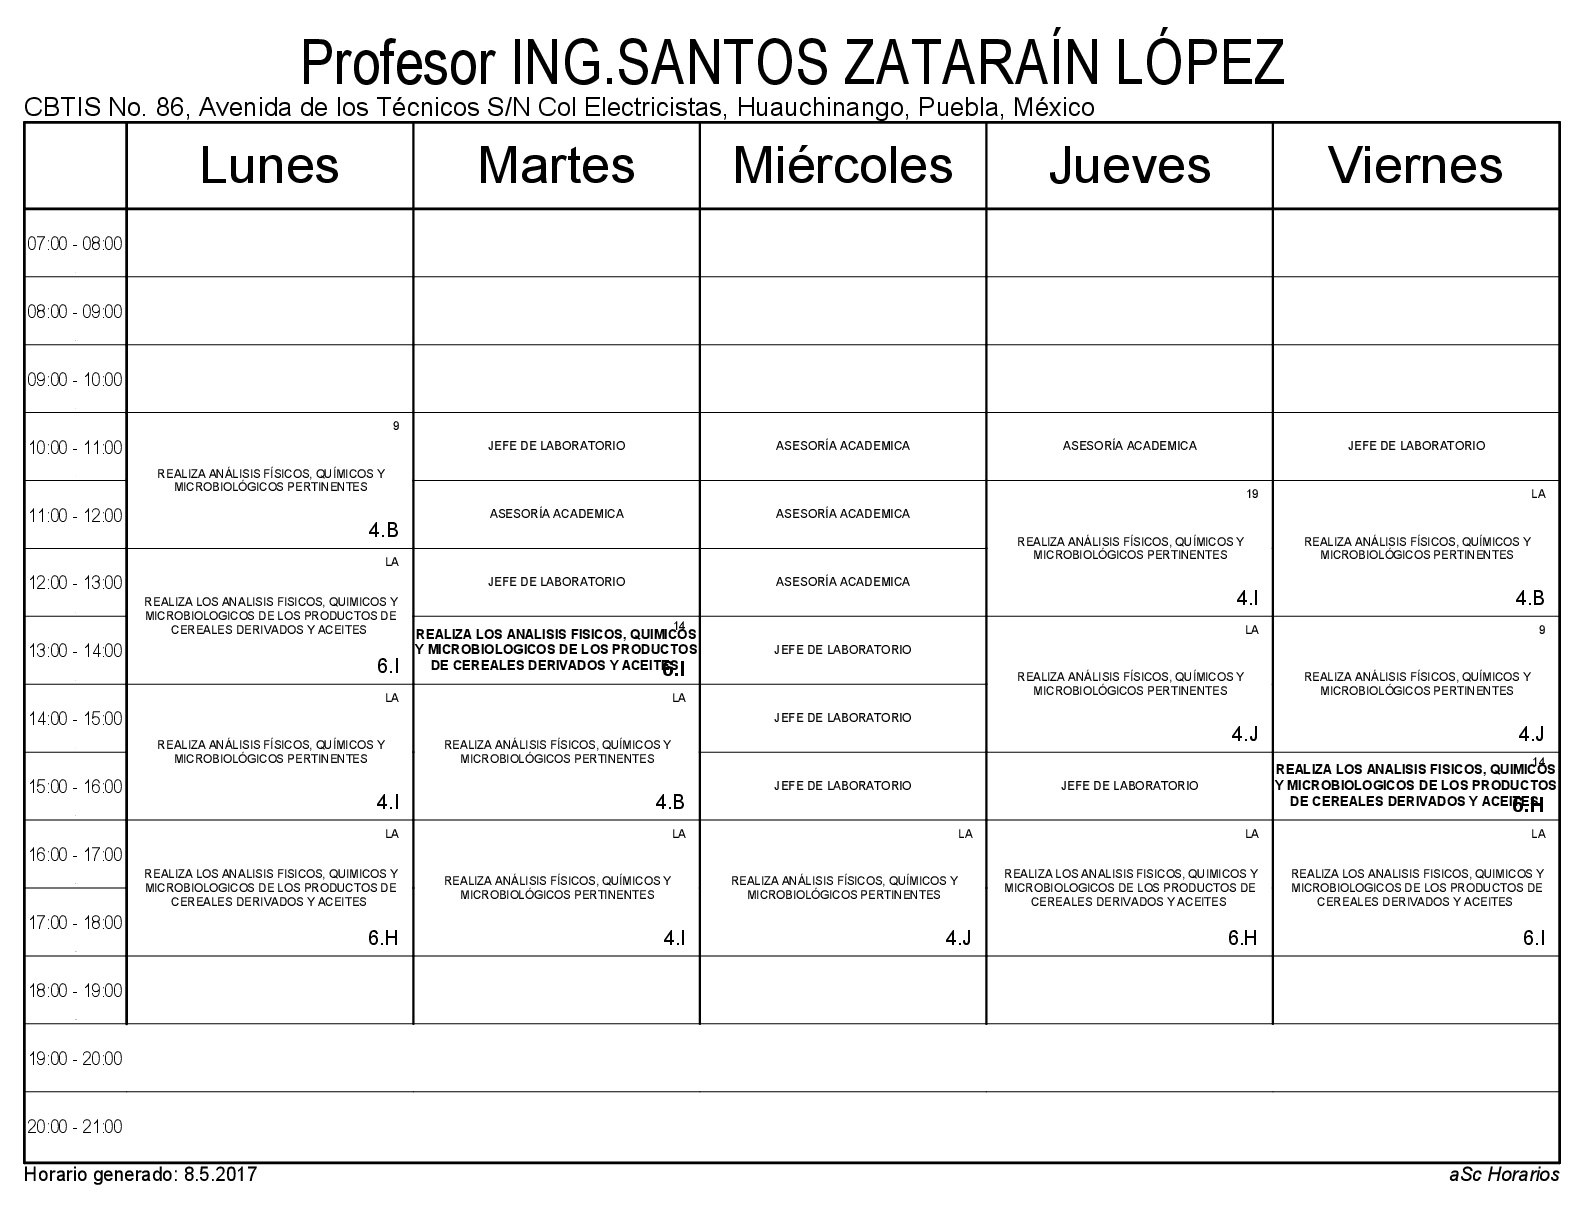 Profesor ING.SANTOS ZATARAÍN LÓPEZ
CBTIS No. 86, Avenida de los Técnicos S/N Col Electricistas, Huauchinango, Puebla, México
Lunes
Martes
Miércoles
Jueves
Viernes
07:00 - 08:00
08:00 - 09:00
09:00 - 10:00
10:00 - 11:00
9
REALIZA ANÁLISIS FÍSICOS, QUÍMICOS Y
MICROBIOLÓGICOS PERTINENTES
4.B
JEFE DE LABORATORIO
ASESORÍA ACADEMICA
ASESORÍA ACADEMICA
JEFE DE LABORATORIO
11:00 - 12:00
ASESORÍA ACADEMICA
ASESORÍA ACADEMICA
19
REALIZA ANÁLISIS FÍSICOS, QUÍMICOS Y
MICROBIOLÓGICOS PERTINENTES
4.I
LA
REALIZA ANÁLISIS FÍSICOS, QUÍMICOS Y
MICROBIOLÓGICOS PERTINENTES
4.B
12:00 - 13:00
LA
REALIZA LOS ANALISIS FISICOS, QUIMICOS Y
MICROBIOLOGICOS DE LOS PRODUCTOS DE
CEREALES DERIVADOS Y ACEITES
6.I
JEFE DE LABORATORIO
ASESORÍA ACADEMICA
13:00 - 14:00
14
REALIZA LOS ANALISIS FISICOS, QUIMICOS
Y MICROBIOLOGICOS DE LOS PRODUCTOS
DE CEREALES DERIVADOS Y ACEITES
6.I
JEFE DE LABORATORIO
LA
REALIZA ANÁLISIS FÍSICOS, QUÍMICOS Y
MICROBIOLÓGICOS PERTINENTES
4.J
9
REALIZA ANÁLISIS FÍSICOS, QUÍMICOS Y
MICROBIOLÓGICOS PERTINENTES
4.J
14:00 - 15:00
LA
REALIZA ANÁLISIS FÍSICOS, QUÍMICOS Y
MICROBIOLÓGICOS PERTINENTES
4.I
LA
REALIZA ANÁLISIS FÍSICOS, QUÍMICOS Y
MICROBIOLÓGICOS PERTINENTES
4.B
JEFE DE LABORATORIO
15:00 - 16:00
JEFE DE LABORATORIO
JEFE DE LABORATORIO
14
REALIZA LOS ANALISIS FISICOS, QUIMICOS
Y MICROBIOLOGICOS DE LOS PRODUCTOS
DE CEREALES DERIVADOS Y ACEITES
6.H
16:00 - 17:00
LA
REALIZA LOS ANALISIS FISICOS, QUIMICOS Y
MICROBIOLOGICOS DE LOS PRODUCTOS DE
CEREALES DERIVADOS Y ACEITES
6.H
LA
REALIZA ANÁLISIS FÍSICOS, QUÍMICOS Y
MICROBIOLÓGICOS PERTINENTES
4.I
LA
REALIZA ANÁLISIS FÍSICOS, QUÍMICOS Y
MICROBIOLÓGICOS PERTINENTES
4.J
LA
REALIZA LOS ANALISIS FISICOS, QUIMICOS Y
MICROBIOLOGICOS DE LOS PRODUCTOS DE
CEREALES DERIVADOS Y ACEITES
6.H
LA
REALIZA LOS ANALISIS FISICOS, QUIMICOS Y
MICROBIOLOGICOS DE LOS PRODUCTOS DE
CEREALES DERIVADOS Y ACEITES
6.I
17:00 - 18:00
18:00 - 19:00
19:00 - 20:00
20:00 - 21:00
Horario generado: 8.5.2017
aSc Horarios